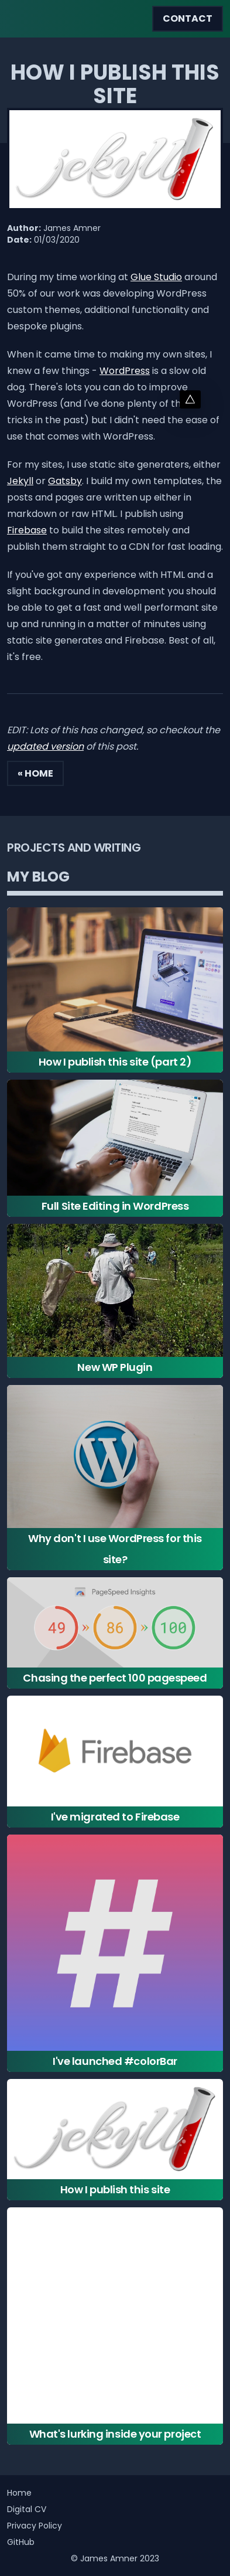 CONTACT
HOW I PUBLISH THIS
SITE
jekyll
Author: James Amner
Date: 01/03/2020
During my time working at Glue Studio around
50% of our work was developing WordPress
custom themes, additional functionality and
bespoke plugins.
When it came time to making my own sites, I
knew a few things - WordPress is a slow old
dog. There's lots you can do to improve
WordPress (and I've done plenty of th
tricks in the past) but I didn't need the ease of
use that comes with WordPress.
For my sites, I use static site generators, either
Jekyll or Gatsby. I build my own templates, the
posts and pages are written up either in
markdown or raw HTML. I publish using
Firebase to build the sites remotely and
publish them straight to a CDN for fast loading.
If you've got any experience with HTML and a
slight background in development you should
be able to get a fast and well performant site
up and running in a matter of minutes using
static site generates and Firebase. Best of all,
it's free.
EDIT: Lots of this has changed, so checkout the
updated version of this post.
« HOME
PROJECTS AND WRITING
MY BLOG
How I publish this site (part 2)
Full Site Editing in WordPress
New WP Plugin
Why don't I use WordPress for this
site?
PageSpeed Insights
49 » 86 » 100
Chasing the perfect 100 pagespeed
Firebase
I've migrated to Firebase
#
I've launched #colorBar
jekyll
How I publish this site
What's lurking inside your project
Home
Digital CV
Privacy Policy
GitHub
© James Amner 2023